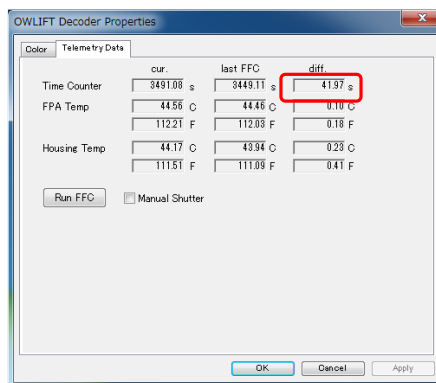 OWLIFT Decoder Properties
Color Telemetry Data
cur. last FFC diff.
Time Counter 3491.08 s 3449.11 s 41.97 s
FPA Temp 44.56 C 44.46 C 0.10 C
112.21 F 112.03 F 0.18 F
Housing Temp 44.17 C 43.94 C 0.23 C
111.51 F 111.09 F 0.41 F
Run FFC Manual Shutter
OK Cancel Apply